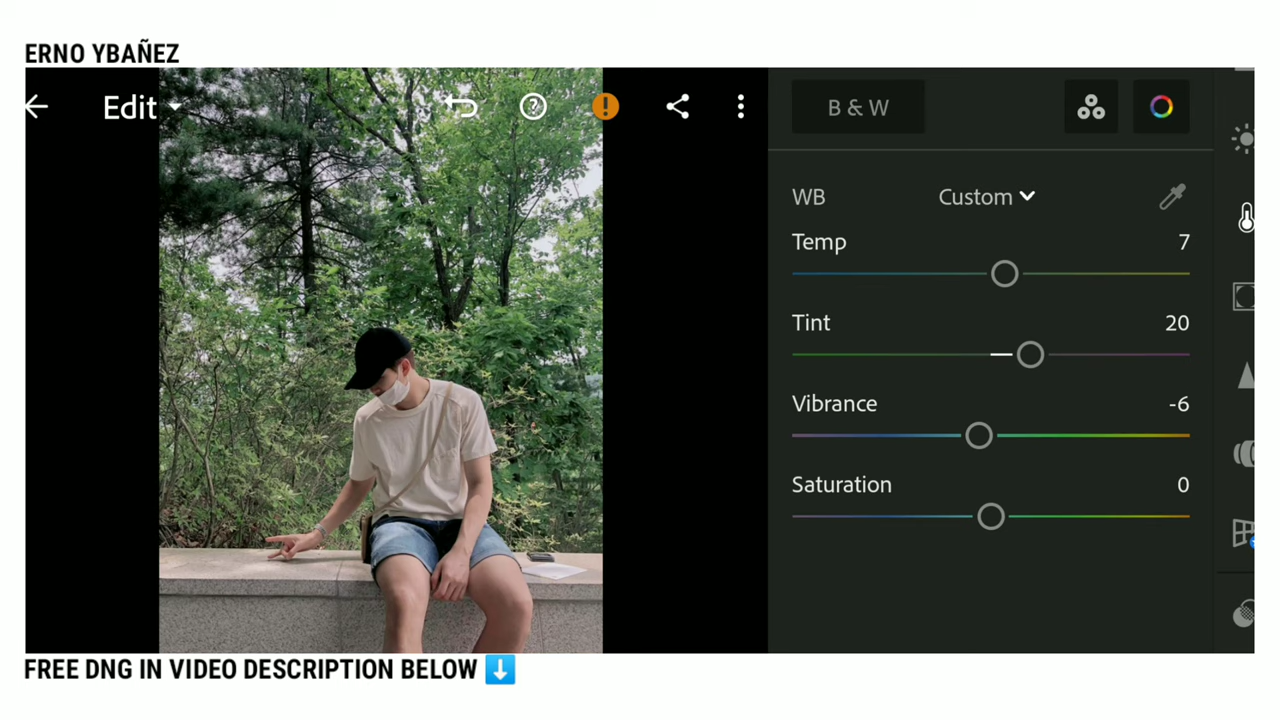 ERNO YBAÑEZ
Edit
B & W
WB Custom
Temp 7
Tint 20
Vibrance -6
Saturation 0
FREE DNG IN VIDEO DESCRIPTION BELOW